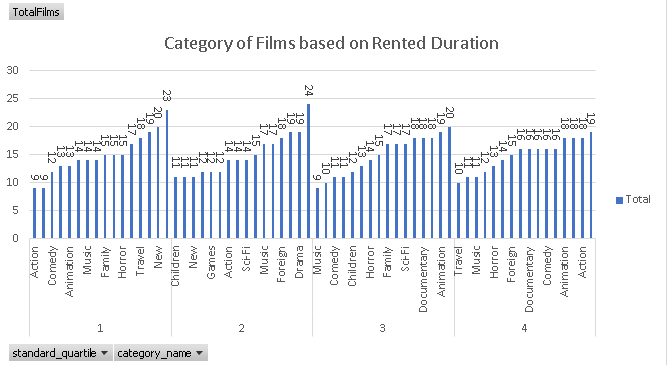 TotalFilms
Category of Films based on Rented Duration
30
25
20
15
10
5
0
9 9 12 13 13 14 14 14 15 15 15 17 18 19 20 23 11 11 11 12 12 12 14 14 14 15 17 17 18 19 19 24 9 10 11 11 12 13 14 15 17 17 17 18 18 18 19 20 10 11 11 12 13 14 15 16 16 16 16 16 18 18 18 19
Total
Action Comedy Animation Music Family Horror Travel New Children New Games Action Sci-Fi Music Foreign Drama Music Comedy Children Horror Family Sci-Fi Documentary Animation Travel Music Horror Foreign Documentary Comedy Animation Action
1 2 3 4
standard_quartile category_name